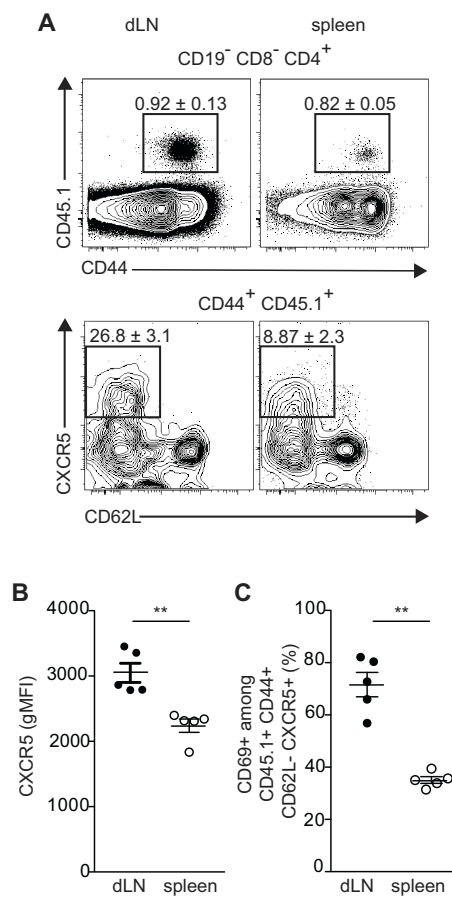 A
dLN spleen
CD19- CD8- CD4+
0.92 ± 0.13 0.82 ± 0.05
CD45.1
CD44
CD44+ CD45.1+
26.8 ± 3.1 8.87 ± 2.3
CXCR5
CD62L
B
4000
3000
2000
1000
0
CXCR5 (gMFI)
**
dLN spleen
C
100
80
60
40
20
0
CD69+ among
CD45.1+ CD44+
CD62L- CXCR5+ (%)
**
dLN spleen